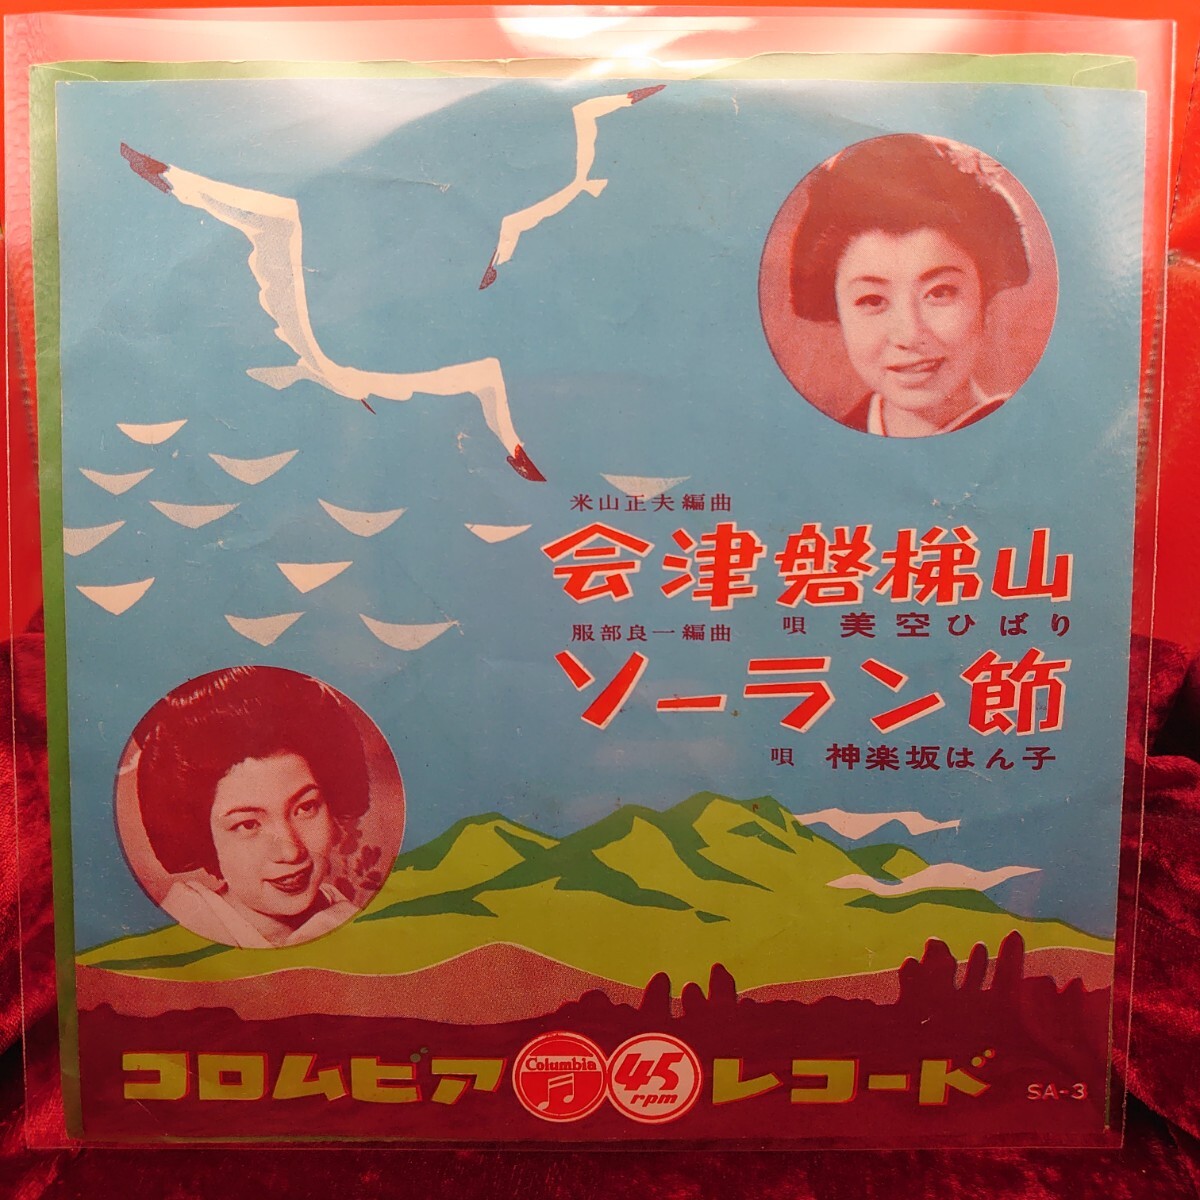 米山正夫編曲
会津磐梯山
唄 美空ひばり
服部良一編曲
ソーラン節
唄 神楽坂はん子
コロムビア Columbia 45 rpm レコード
SA-3